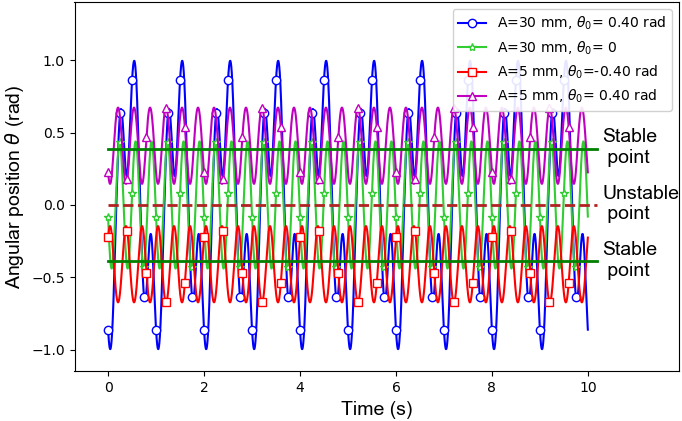 A=30 mm, θ₀= 0.40 rad
A=30 mm, θ₀= 0
A=5 mm, θ₀=-0.40 rad
A=5 mm, θ₀= 0.40 rad
1.0
0.5
0.0
−0.5
−1.0
Angular position θ (rad)
Stable
point
Unstable
point
Stable
point
0
2
4
6
8
10
Time (s)